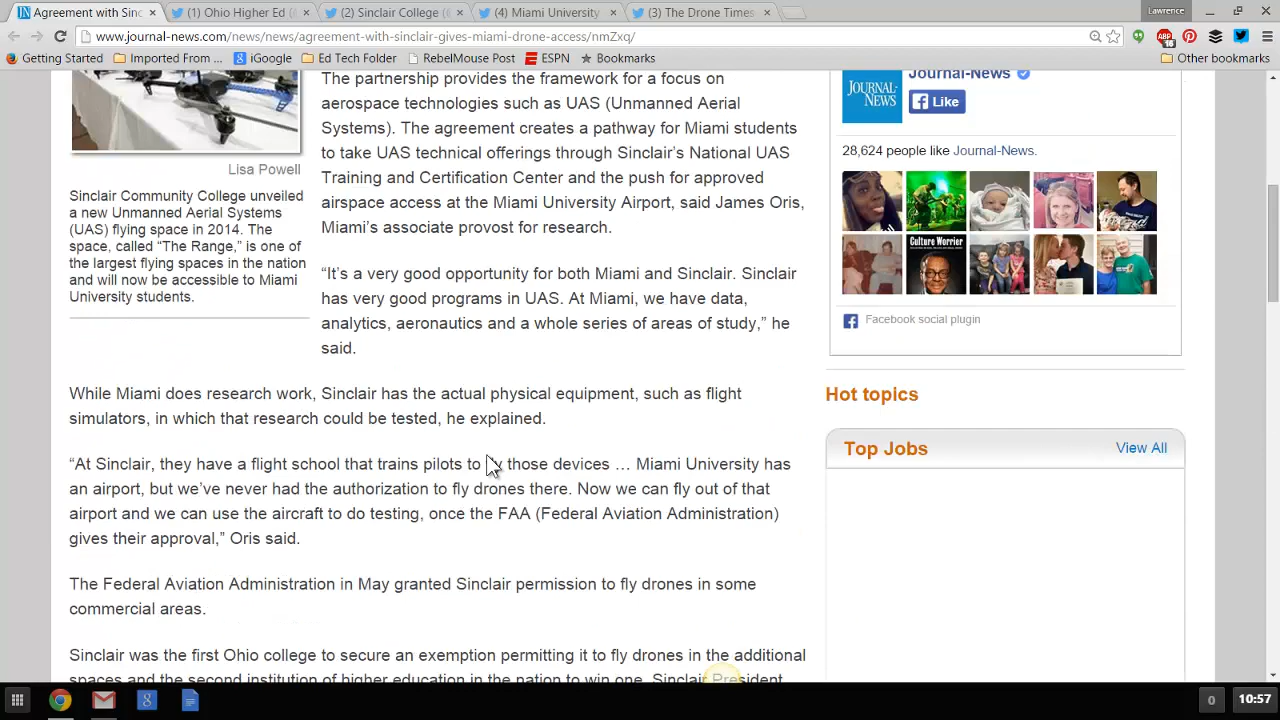 Agreement with Sinc
(1) Ohio Higher Ed (
(2) Sinclair College (
(4) Miami University
(3) The Drone Times
Lawrence
www.journal-news.com/news/news/agreement-with-sinclair-gives-miami-drone-access/nmZxq/
ABP
16
Getting Started
Imported From ...
iGoogle
Ed Tech Folder
RebelMouse Post
ESPN
Bookmarks
Other bookmarks
Lisa Powell
Sinclair Community College unveiled
a new Unmanned Aerial Systems
(UAS) flying space in 2014. The
space, called “The Range,” is one of
the largest flying spaces in the nation
and will now be accessible to Miami
University students.
The partnership provides the framework for a focus on
aerospace technologies such as UAS (Unmanned Aerial
Systems). The agreement creates a pathway for Miami students
to take UAS technical offerings through Sinclair’s National UAS
Training and Certification Center and the push for approved
airspace access at the Miami University Airport, said James Oris,
Miami’s associate provost for research.
“It’s a very good opportunity for both Miami and Sinclair. Sinclair
has very good programs in UAS. At Miami, we have data,
analytics, aeronautics and a whole series of areas of study,” he
said.
While Miami does research work, Sinclair has the actual physical equipment, such as flight
simulators, in which that research could be tested, he explained.
“At Sinclair, they have a flight school that trains pilots to fly those devices … Miami University has
an airport, but we’ve never had the authorization to fly drones there. Now we can fly out of that
airport and we can use the aircraft to do testing, once the FAA (Federal Aviation Administration)
gives their approval,” Oris said.
The Federal Aviation Administration in May granted Sinclair permission to fly drones in some
commercial areas.
Sinclair was the first Ohio college to secure an exemption permitting it to fly drones in the additional
spaces and the second institution of higher education in the nation to win one, Sinclair President
JOURNAL-
NEWS
Journal-News
Like
28,624 people like Journal-News.
Culture Worrier
Facebook social plugin
Hot topics
Top Jobs
View All
0
10:57